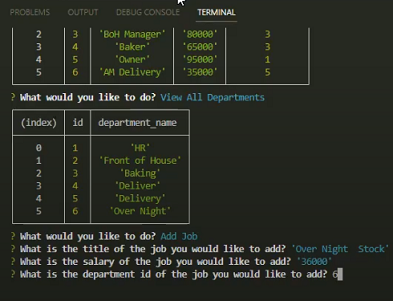 PROBLEMS OUTPUT DEBUG CONSOLE TERMINAL
2 3 'BoH Manager' '80000' 3
3 4 'Baker' '65000' 3
4 5 'Owner' '95000' 1
5 6 'AM Delivery' '35000' 5
? What would you like to do? View All Departments
(index) id department_name
0 1 'HR'
1 2 'Front of House'
2 3 'Baking'
3 4 'Deliver'
4 5 'Delivery'
5 6 'Over Night'
? What would you like to do? Add Job
? What is the title of the job you would like to add? 'Over Night Stock'
? What is the salary of the job you would like to add? '36000'
? What is the department id of the job you would like to add? 6